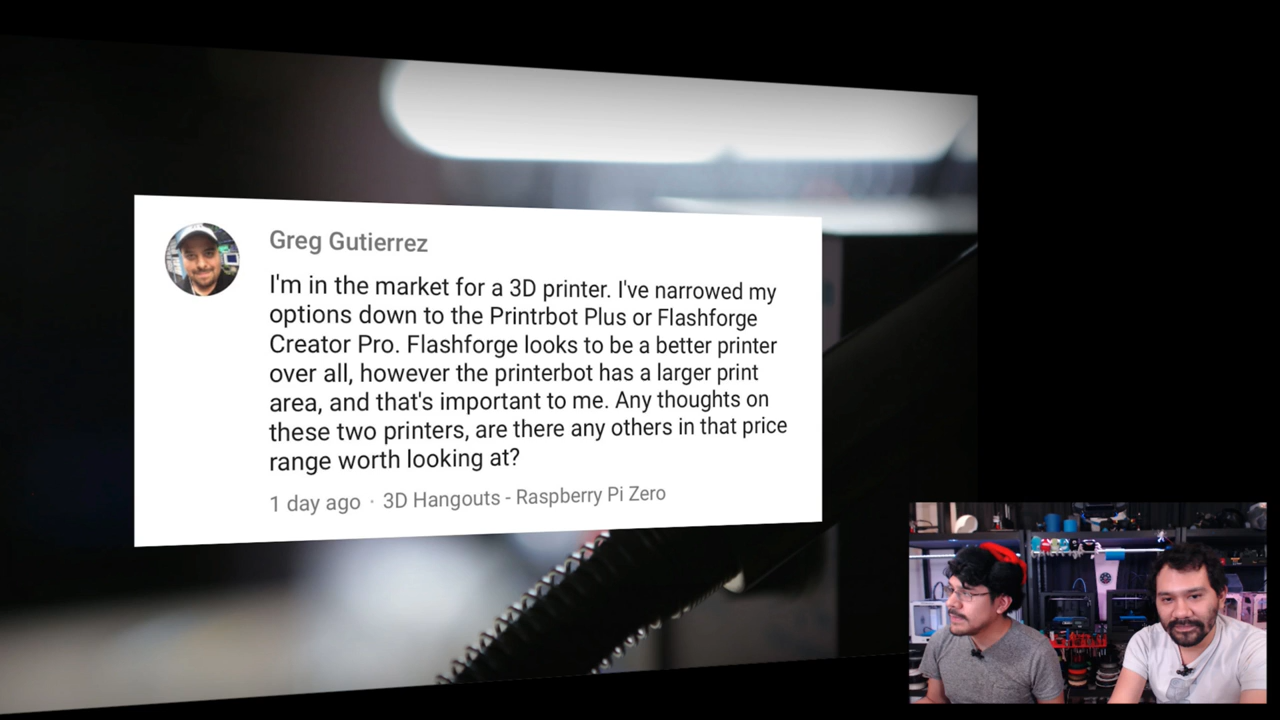 Greg Gutierrez
I'm in the market for a 3D printer. I've narrowed my
options down to the Printrbot Plus or Flashforge
Creator Pro. Flashforge looks to be a better printer
over all, however the printerbot has a larger print
area, and that's important to me. Any thoughts on
these two printers, are there any others in that price
range worth looking at?
1 day ago · 3D Hangouts - Raspberry Pi Zero